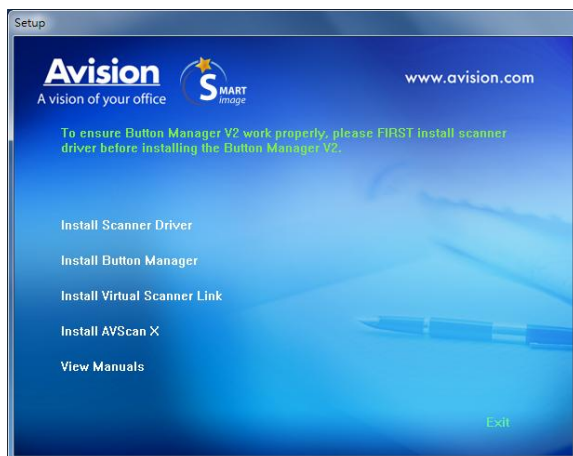 Setup
Avision
A vision of your office
SMART
image
www.avision.com
To ensure Button Manager V2 work properly, please FIRST install scanner
driver before installing the Button Manager V2.
Install Scanner Driver
Install Button Manager
Install Virtual Scanner Link
Install AVScan X
View Manuals
Exit